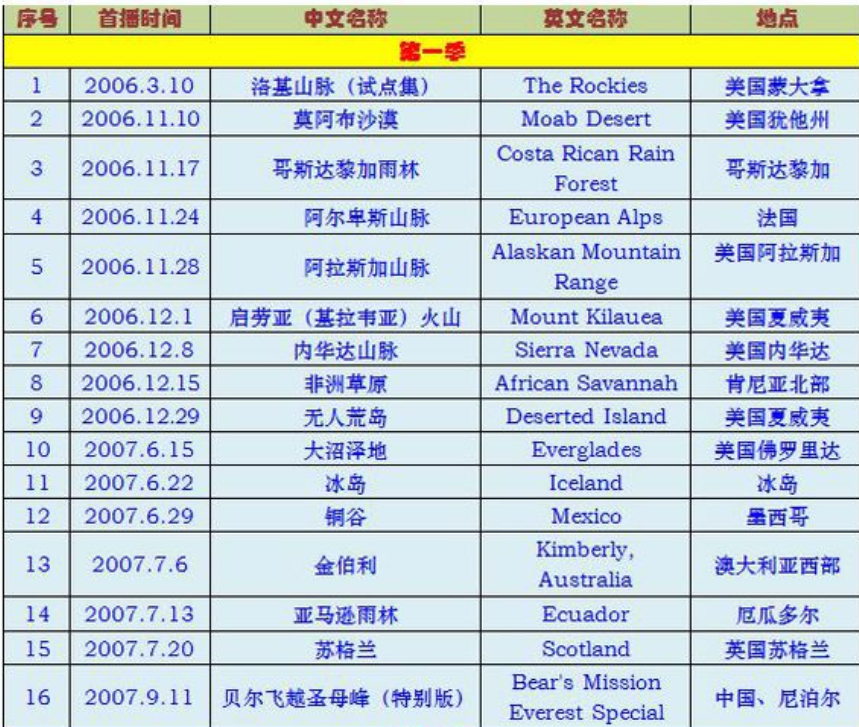 序号 首播时间 中文名称 英文名称 地点
第一季
1 2006.3.10 洛基山脉（试点集） The Rockies 美国蒙大拿
2 2006.11.10 莫阿布沙漠 Moab Desert 美国犹他州
3 2006.11.17 哥斯达黎加雨林 Costa Rican Rain Forest 哥斯达黎加
4 2006.11.24 阿尔卑斯山脉 European Alps 法国
5 2006.11.28 阿拉斯加山脉 Alaskan Mountain Range 美国阿拉斯加
6 2006.12.1 启劳亚（基拉韦亚）火山 Mount Kilauea 美国夏威夷
7 2006.12.8 内华达山脉 Sierra Nevada 美国内华达
8 2006.12.15 非洲草原 African Savannah 肯尼亚北部
9 2006.12.29 无人荒岛 Deserted Island 美国夏威夷
10 2007.6.15 大沼泽地 Everglades 美国佛罗里达
11 2007.6.22 冰岛 Iceland 冰岛
12 2007.6.29 铜谷 Mexico 墨西哥
13 2007.7.6 金伯利 Kimberly, Australia 澳大利亚西部
14 2007.7.13 亚马逊雨林 Ecuador 厄瓜多尔
15 2007.7.20 苏格兰 Scotland 英国苏格兰
16 2007.9.11 贝尔飞越圣母峰（特别版） Bear's Mission Everest Special 中国、尼泊尔